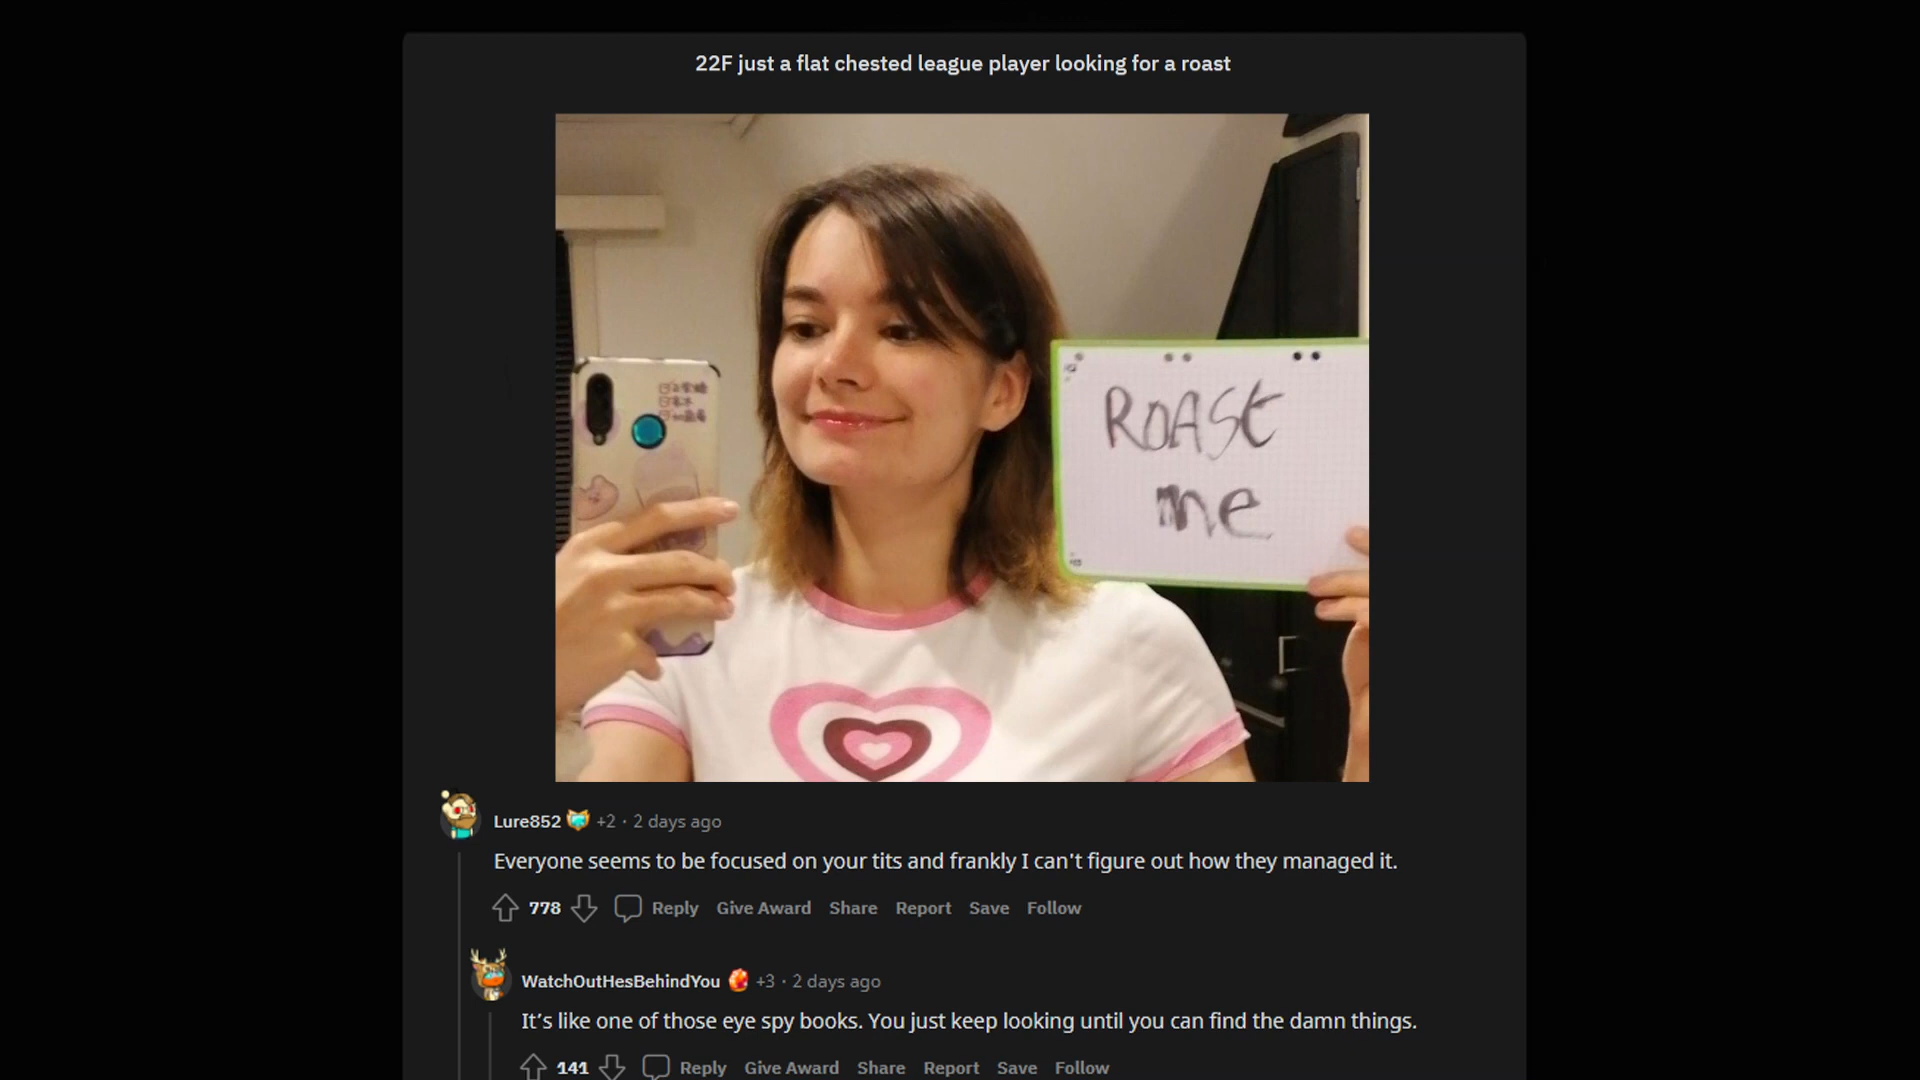 22F just a flat chested league player looking for a roast
ROASt
me
Lure852 +2 · 2 days ago
Everyone seems to be focused on your tits and frankly I can't figure out how they managed it.
778 Reply Give Award Share Report Save Follow
WatchOutHesBehindYou +3 · 2 days ago
It’s like one of those eye spy books. You just keep looking until you can find the damn things.
141 Reply Give Award Share Report Save Follow